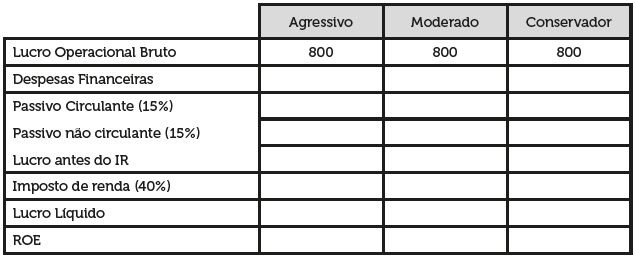 Agressivo Moderado Conservador
Lucro Operacional Bruto 800 800 800
Despesas Financeiras
Passivo Circulante (15%)
Passivo não circulante (15%)
Lucro antes do IR
Imposto de renda (40%)
Lucro Líquido
ROE